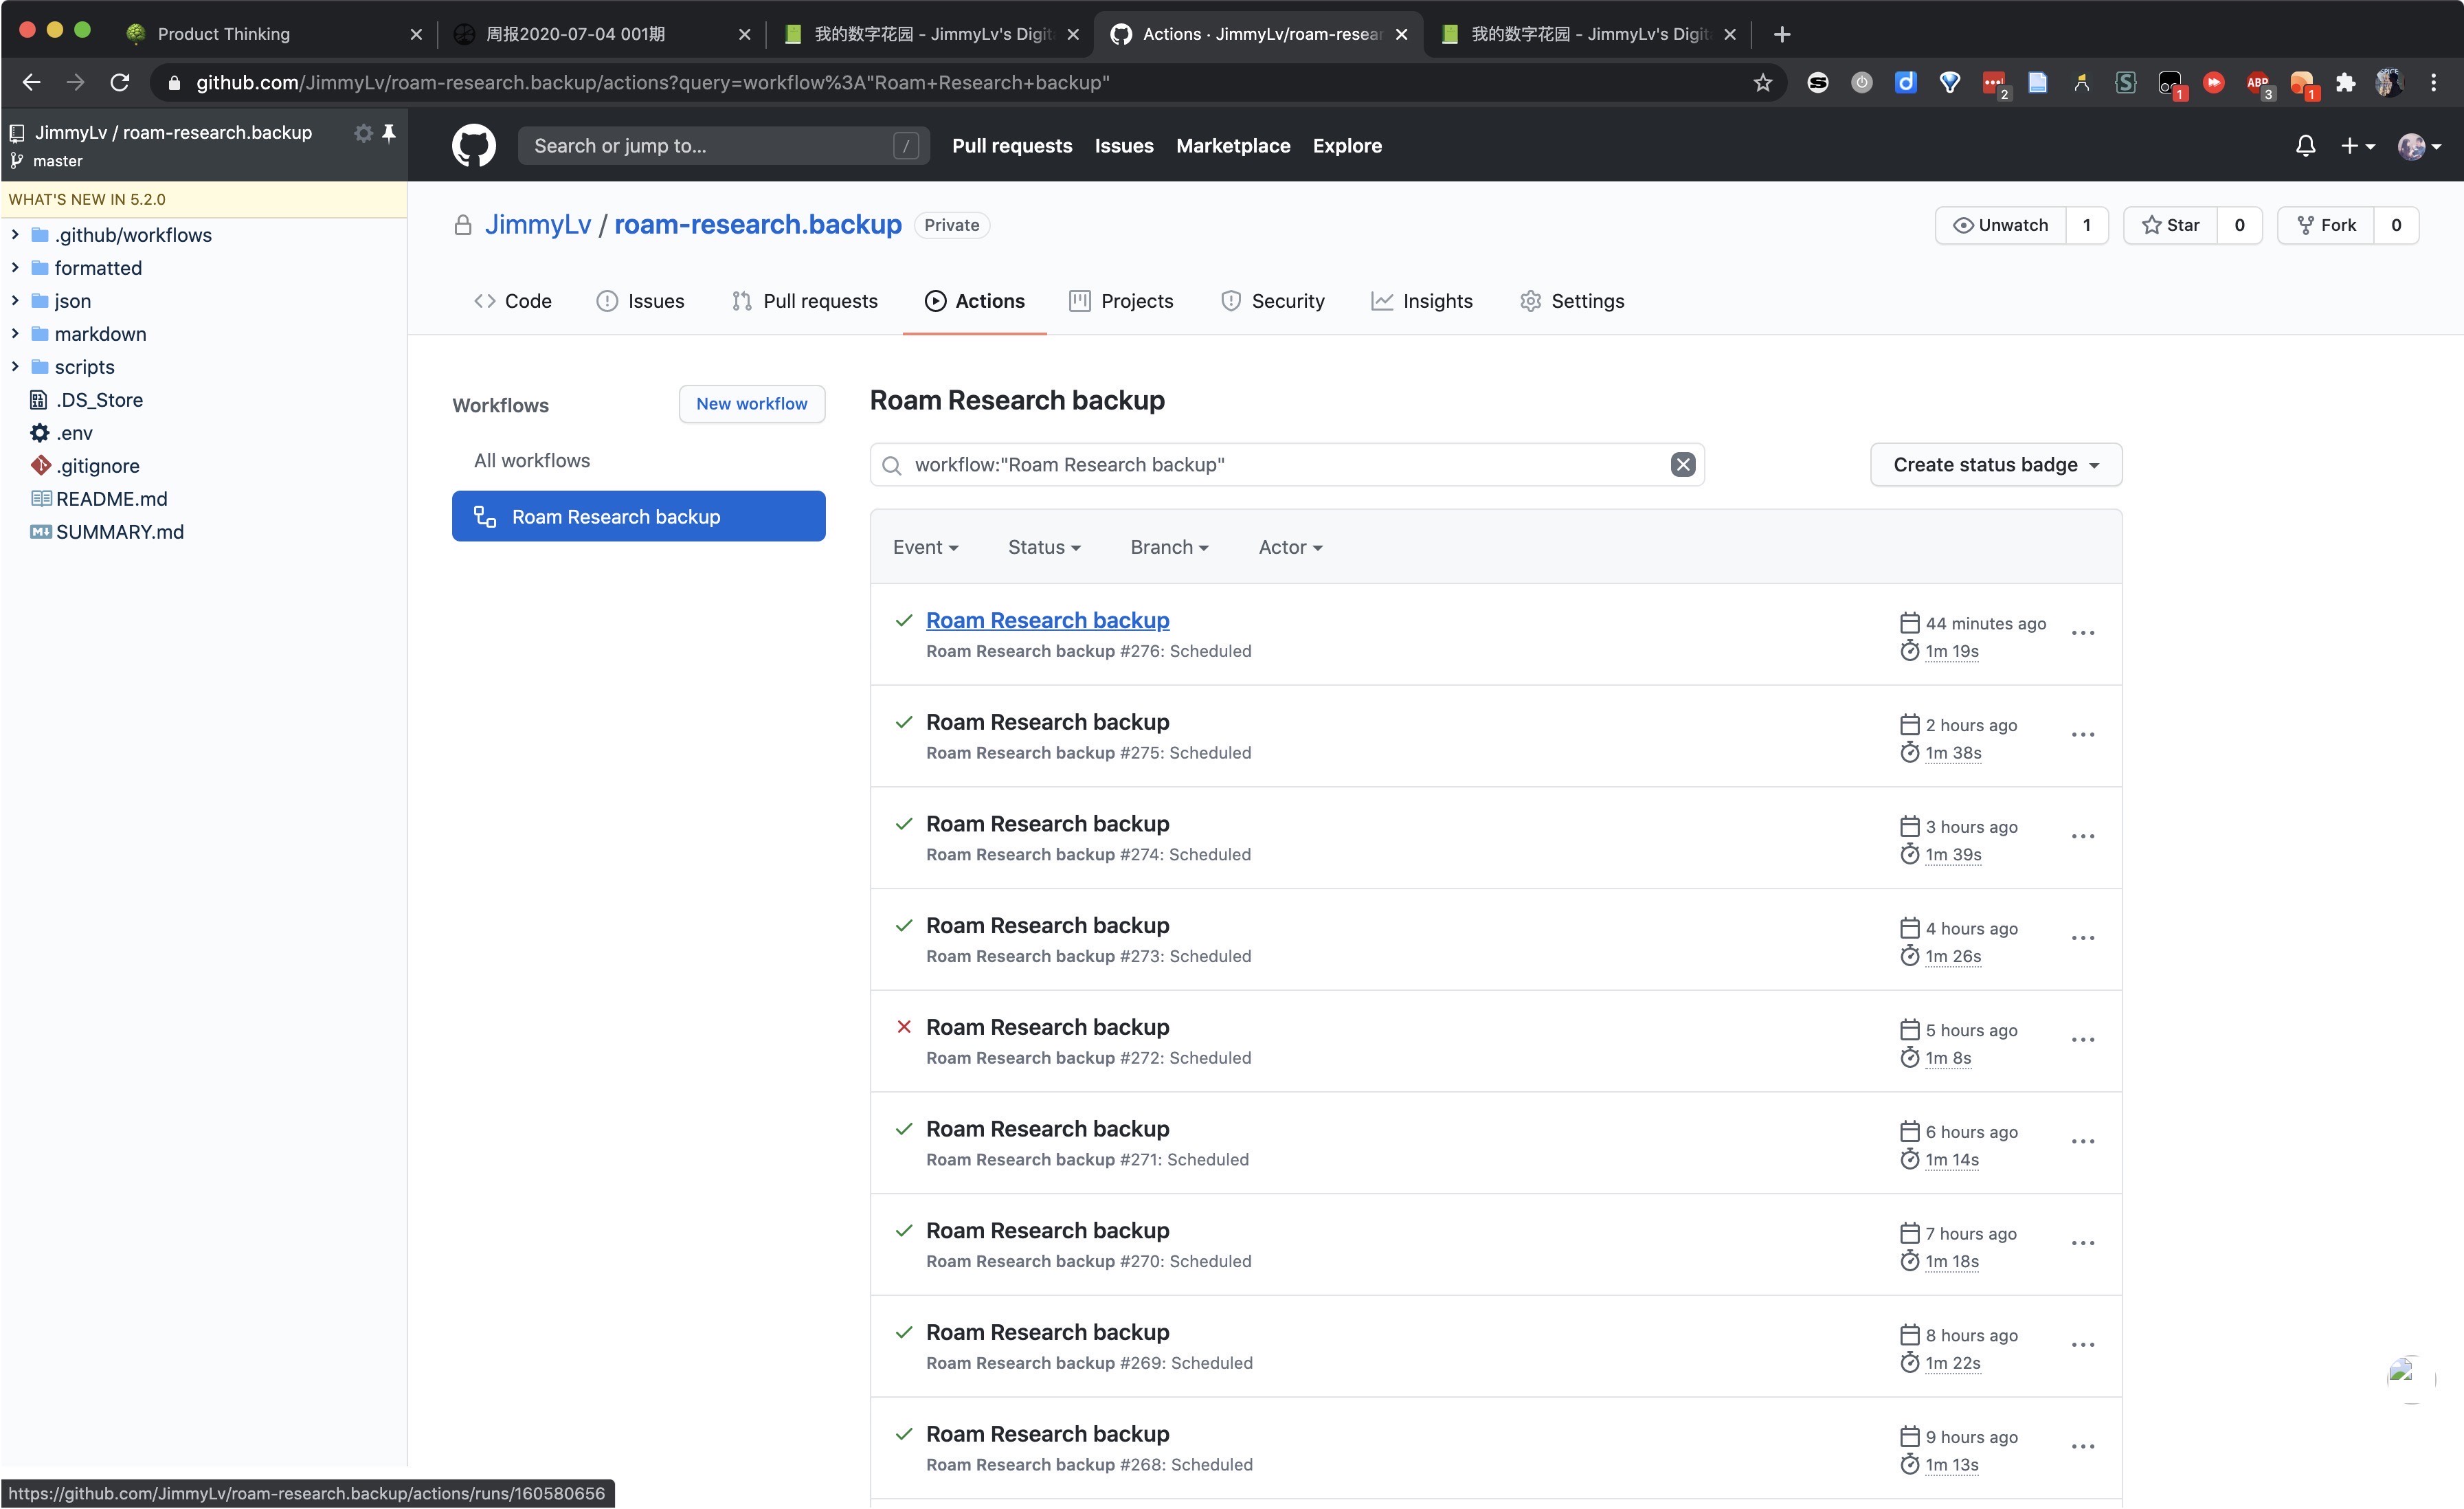 Product Thinking
周报2020-07-04 001期
我的数字花园 - JimmyLv's Digit
Actions · JimmyLv/roam-resear
我的数字花园 - JimmyLv's Digit
github.com/JimmyLv/roam-research.backup/actions?query=workflow%3A"Roam+Research+backup"
2
1
ABP
3
1
JimmyLv / roam-research.backup
master
WHAT'S NEW IN 5.2.0
.github/workflows
formatted
json
markdown
scripts
.DS_Store
.env
.gitignore
README.md
SUMMARY.md
Search or jump to...
/
Pull requests
Issues
Marketplace
Explore
JimmyLv / roam-research.backup
Private
Unwatch 1
Star 0
Fork 0
Code
Issues
Pull requests
Actions
Projects
Security
Insights
Settings
Workflows
New workflow
All workflows
Roam Research backup
Roam Research backup
workflow:"Roam Research backup"
Create status badge
Event
Status
Branch
Actor
Roam Research backup
Roam Research backup #276: Scheduled
44 minutes ago
1m 19s
Roam Research backup
Roam Research backup #275: Scheduled
2 hours ago
1m 38s
Roam Research backup
Roam Research backup #274: Scheduled
3 hours ago
1m 39s
Roam Research backup
Roam Research backup #273: Scheduled
4 hours ago
1m 26s
Roam Research backup
Roam Research backup #272: Scheduled
5 hours ago
1m 8s
Roam Research backup
Roam Research backup #271: Scheduled
6 hours ago
1m 14s
Roam Research backup
Roam Research backup #270: Scheduled
7 hours ago
1m 18s
Roam Research backup
Roam Research backup #269: Scheduled
8 hours ago
1m 22s
Roam Research backup
Roam Research backup #268: Scheduled
9 hours ago
1m 13s
https://github.com/JimmyLv/roam-research.backup/actions/runs/160580656